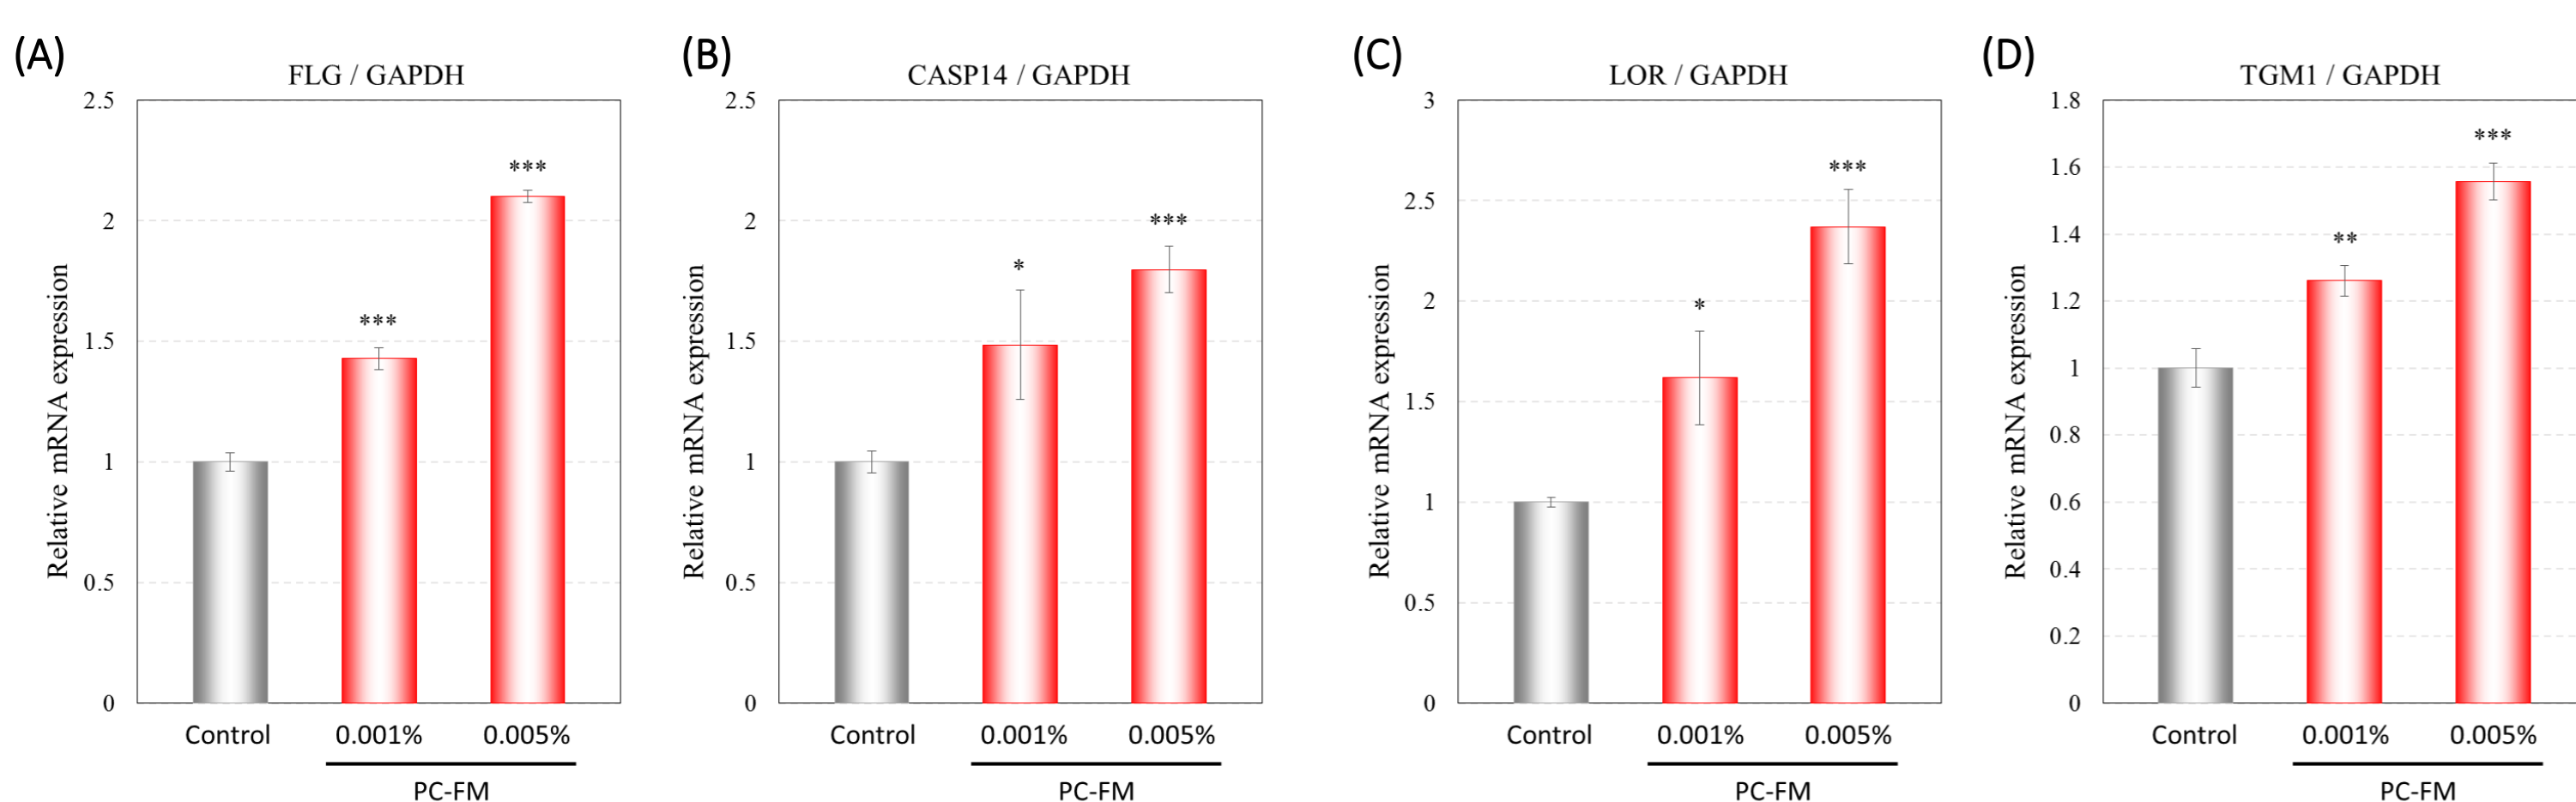 (A)
FLG / GAPDH
Relative mRNA expression
2.5
2
1.5
1
0.5
0
***
***
Control 0.001% 0.005%
PC-FM
(B)
CASP14 / GAPDH
Relative mRNA expression
2.5
2
1.5
1
0.5
0
*
***
Control 0.001% 0.005%
PC-FM
(C)
LOR / GAPDH
Relative mRNA expression
3
2.5
2
1.5
1
0.5
0
*
***
Control 0.001% 0.005%
PC-FM
(D)
TGM1 / GAPDH
Relative mRNA expression
1.8
1.6
1.4
1.2
1
0.8
0.6
0.4
0.2
0
**
***
Control 0.001% 0.005%
PC-FM